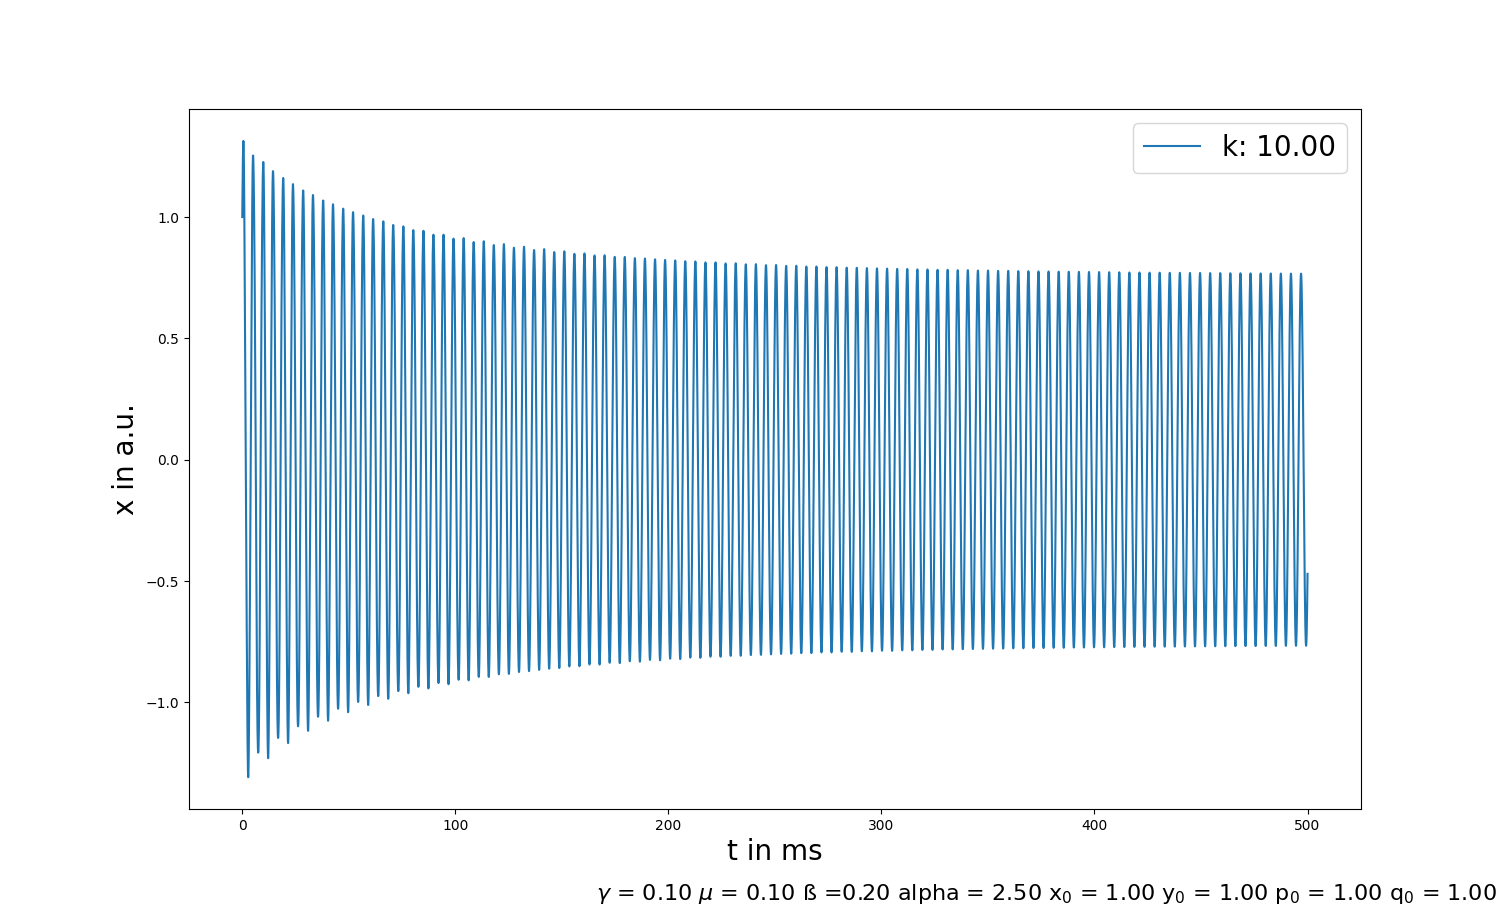 k: 10.00
1.0
0.5
0.0
−0.5
−1.0
x in a.u.
0 100 200 300 400 500
t in ms
γ = 0.10 μ = 0.10 ß =0.20 alpha = 2.50 x₀ = 1.00 y₀ = 1.00 p₀ = 1.00 q₀ = 1.00